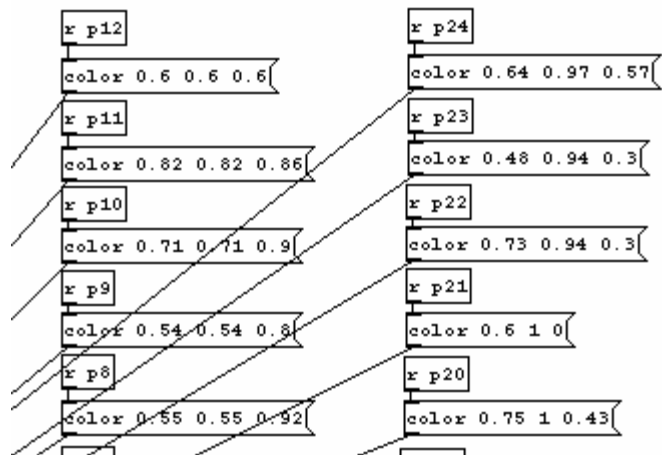 r p12
color 0.6 0.6 0.6
r p11
color 0.82 0.82 0.86
r p10
color 0.71 0.71 0.9
r p9
color 0.54 0.54 0.8
r p8
color 0.55 0.55 0.92
r p24
color 0.64 0.97 0.57
r p23
color 0.48 0.94 0.3
r p22
color 0.73 0.94 0.3
r p21
color 0.6 1 0
r p20
color 0.75 1 0.43